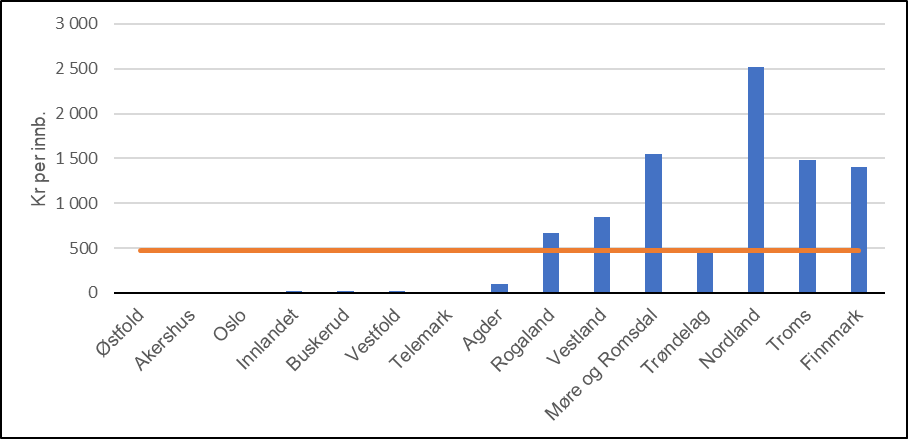 3 000
2 500
2 000
1 500
1 000
500
0
Kr per innb.
Østfold
Akershus
Oslo
Innlandet
Buskerud
Vestfold
Telemark
Agder
Rogaland
Vestland
Møre og Romsdal
Trøndelag
Nordland
Troms
Finnmark